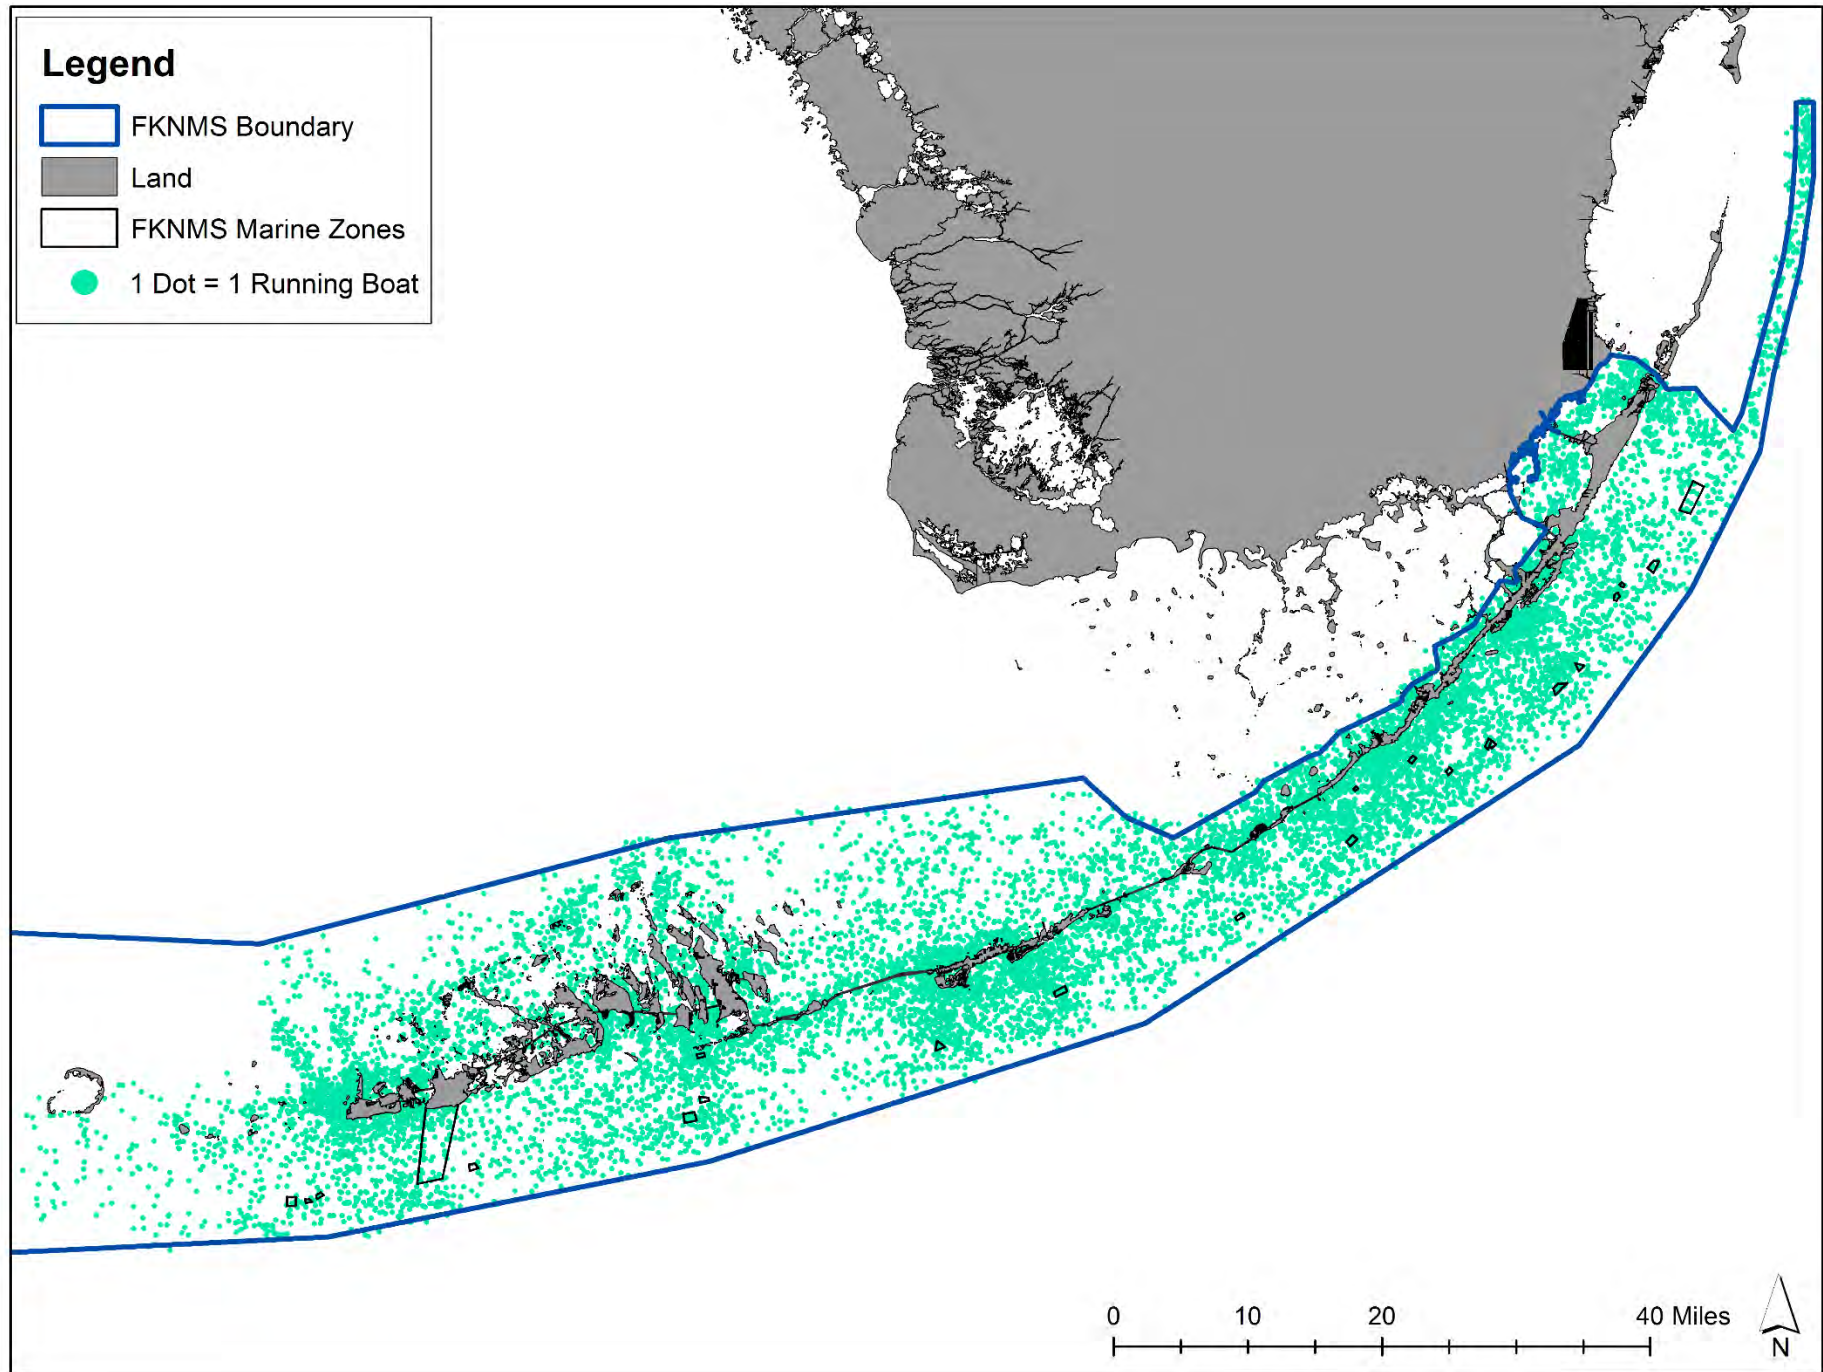 Legend
FKNMS Boundary
Land
FKNMS Marine Zones
1 Dot = 1 Running Boat
0 10 20 40 Miles
N